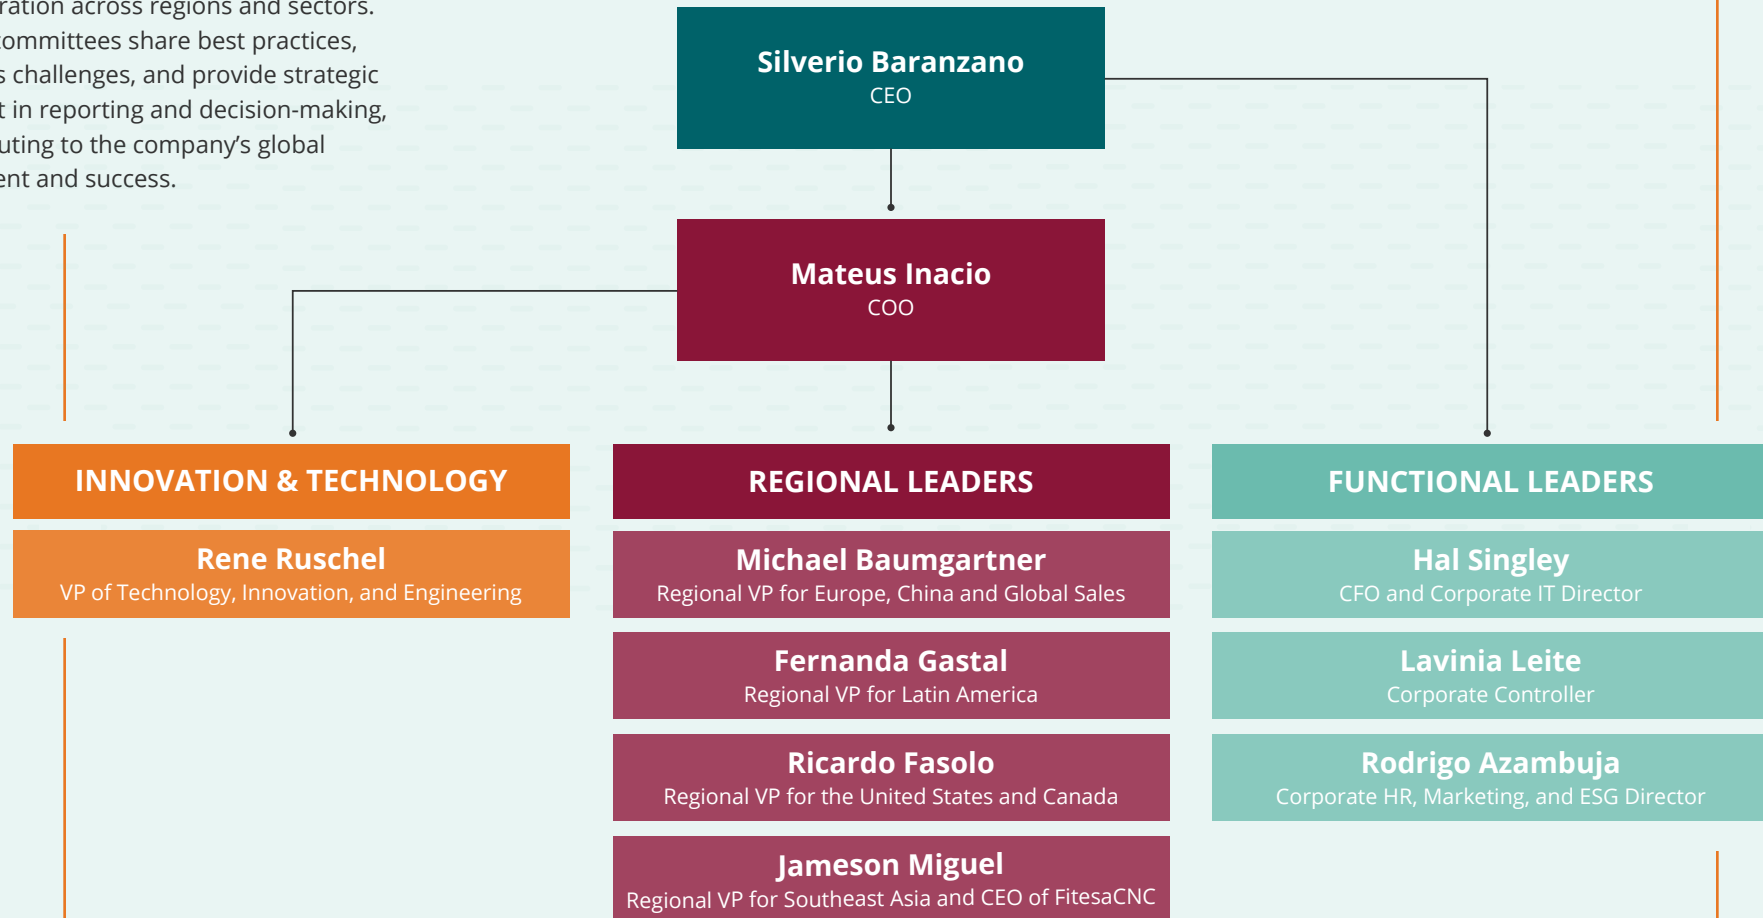 across regions and sectors.
committees share best practices,
challenges, and provide strategic
in reporting and decision-making,
to the company's global
and success.
Silverio Baranzano
CEO
Mateus Inacio
COO
INNOVATION & TECHNOLOGY
Rene Ruschel
VP of Technology, Innovation, and Engineering
REGIONAL LEADERS
Michael Baumgartner
Regional VP for Europe, China and Global Sales
Fernanda Gastal
Regional VP for Latin America
Ricardo Fasolo
Regional VP for the United States and Canada
Jameson Miguel
Regional VP for Southeast Asia and CEO of FitesaCNC
FUNCTIONAL LEADERS
Hal Singley
CFO and Corporate IT Director
Lavinia Leite
Corporate Controller
Rodrigo Azambuja
Corporate HR, Marketing, and ESG Director